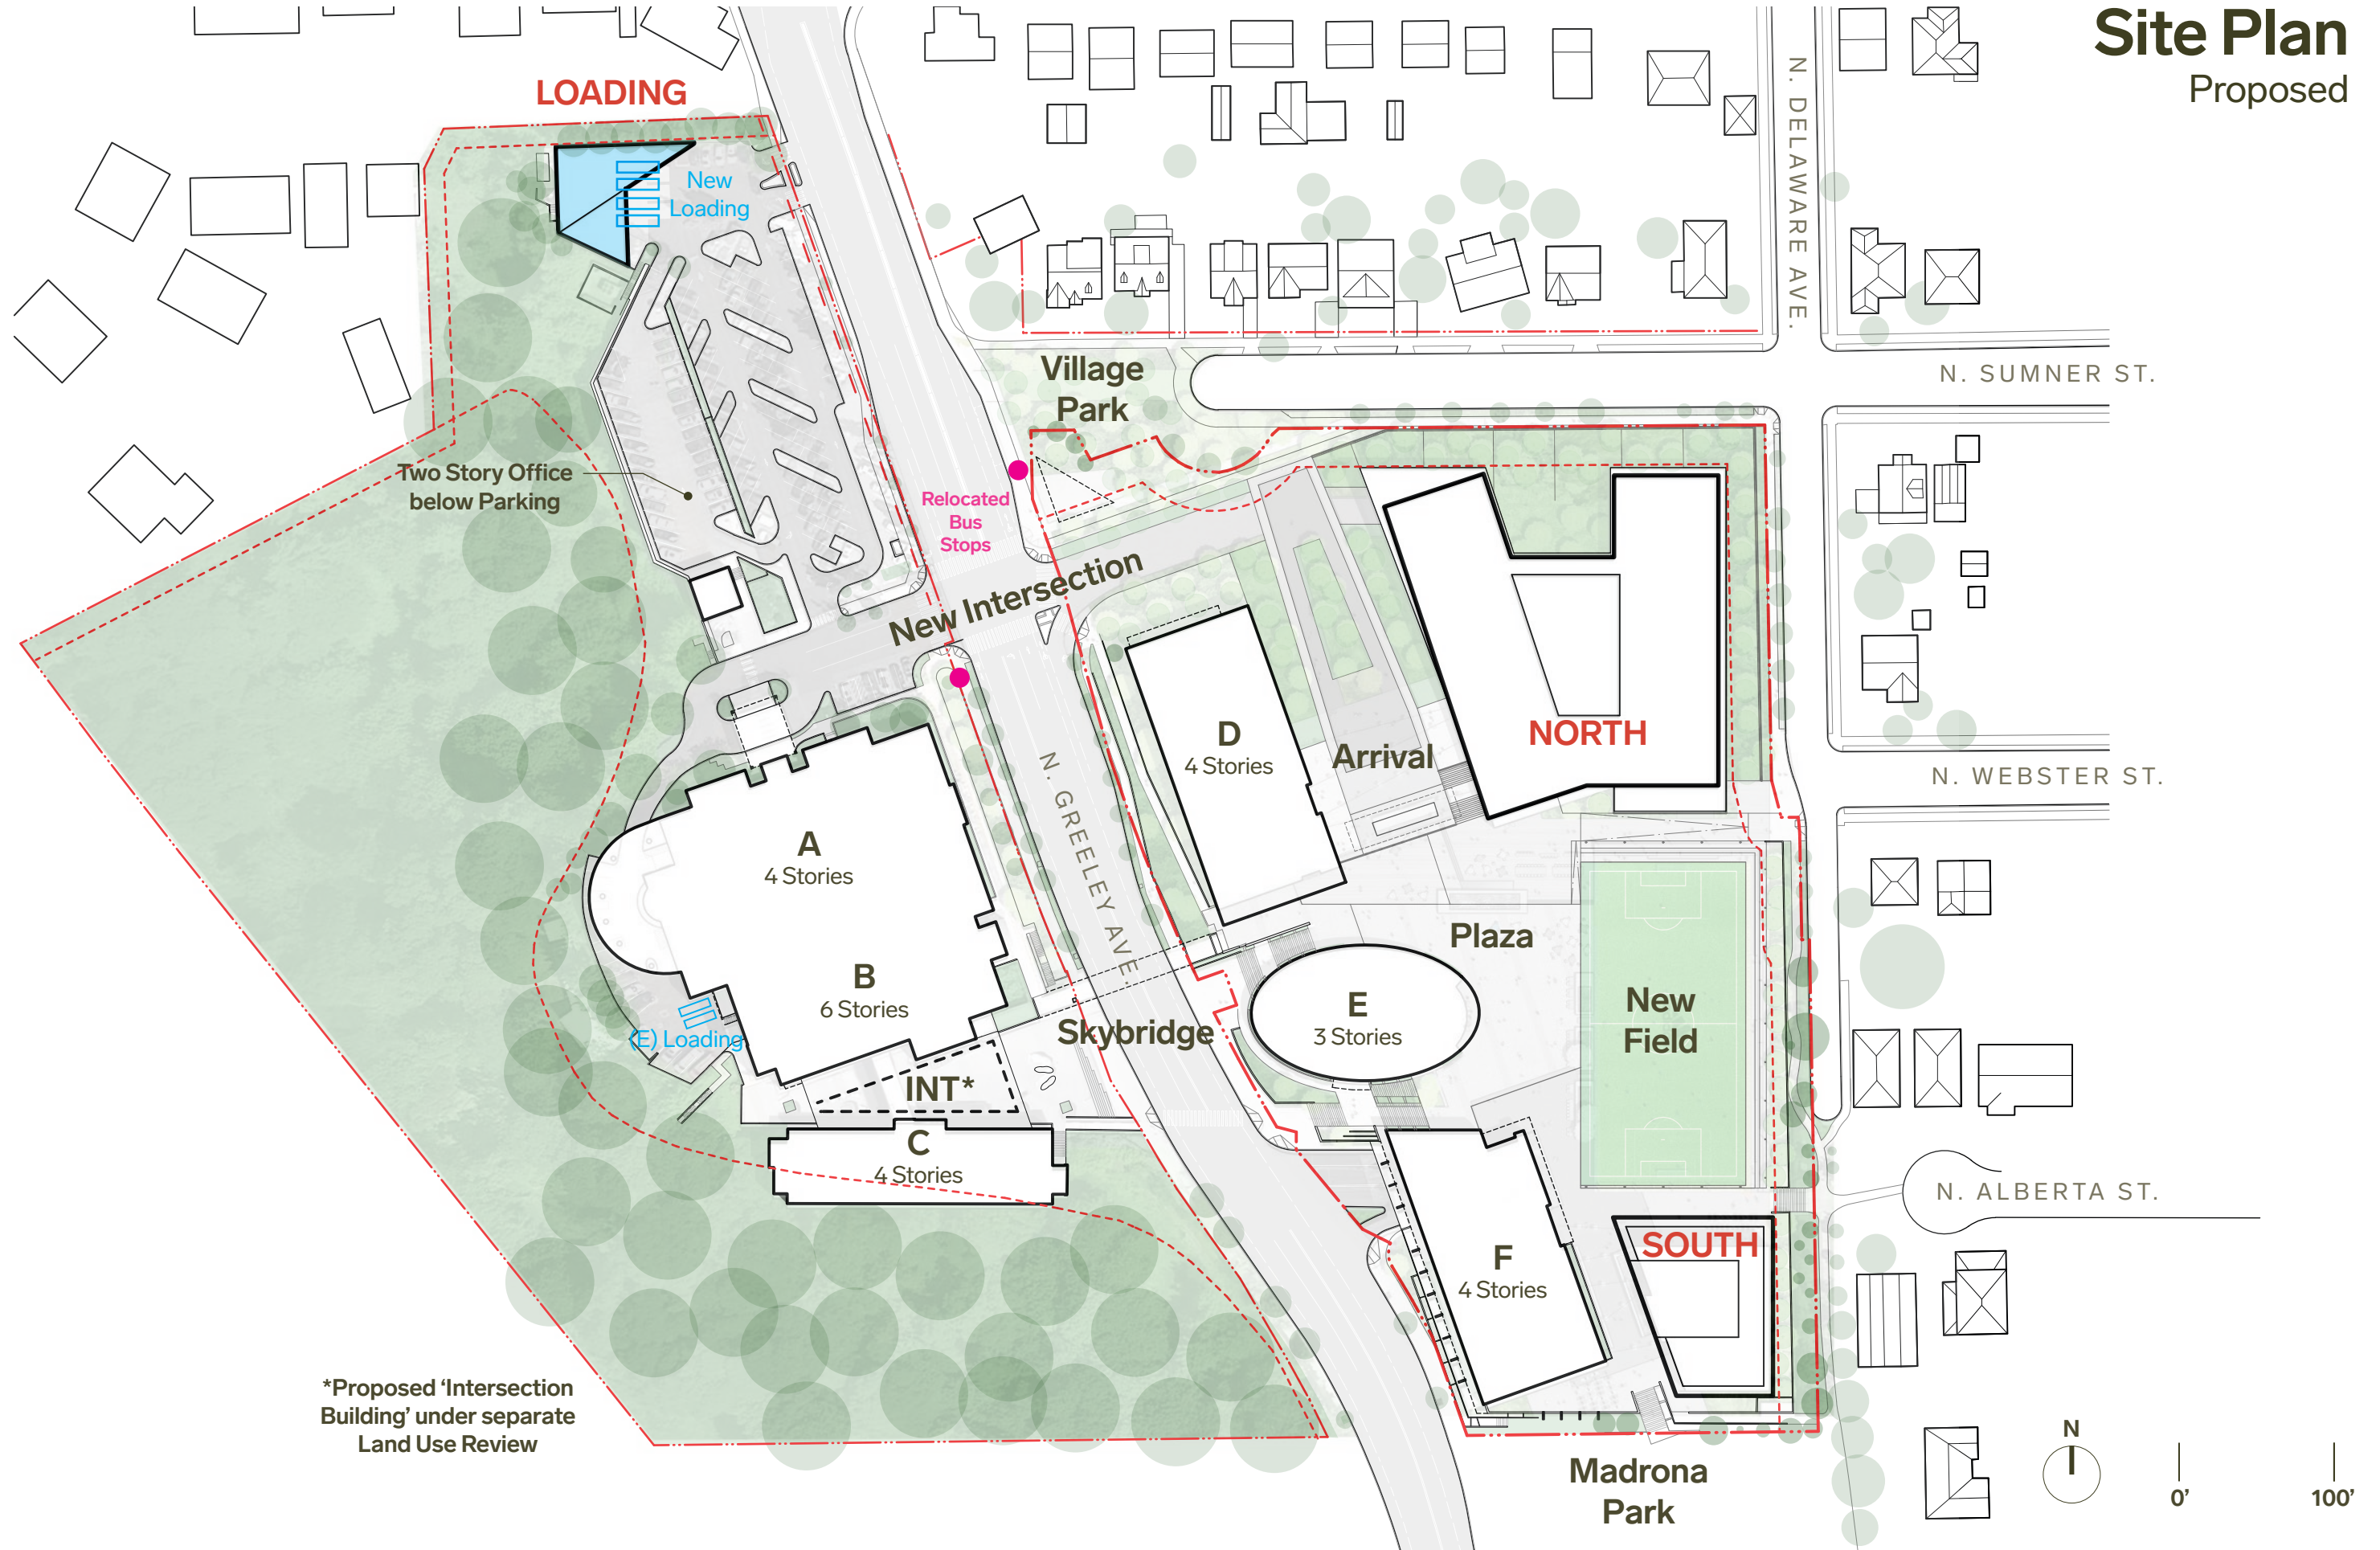 Site Plan
Proposed
LOADING
New
Loading
N. DELAWARE AVE.
Village
Park
N. SUMNER ST.
Two Story Office
below Parking
Relocated
Bus
Stops
New Intersection
D
4 Stories
Arrival
NORTH
N. WEBSTER ST.
N. GREELEY AVE.
A
4 Stories
B
6 Stories
Plaza
E
3 Stories
New
Field
(E) Loading
Skybridge
INT*
C
4 Stories
N. ALBERTA ST.
SOUTH
F
4 Stories
*Proposed ‘Intersection
Building’ under separate
Land Use Review
Madrona
Park
N
0’
100’